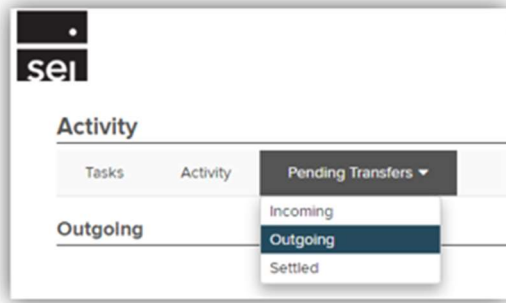 sei
Activity
Tasks Activity Pending Transfers
Incoming
Outgoing
Outgoing
Settled